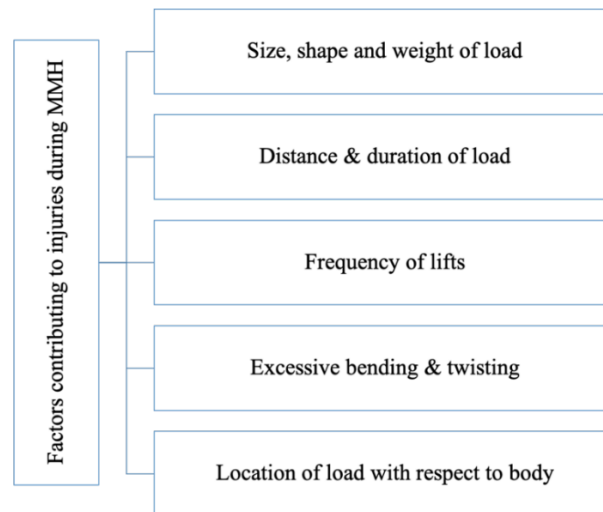 Factors contributing to injuries during MMH
Size, shape and weight of load
Distance & duration of load
Frequency of lifts
Excessive bending & twisting
Location of load with respect to body